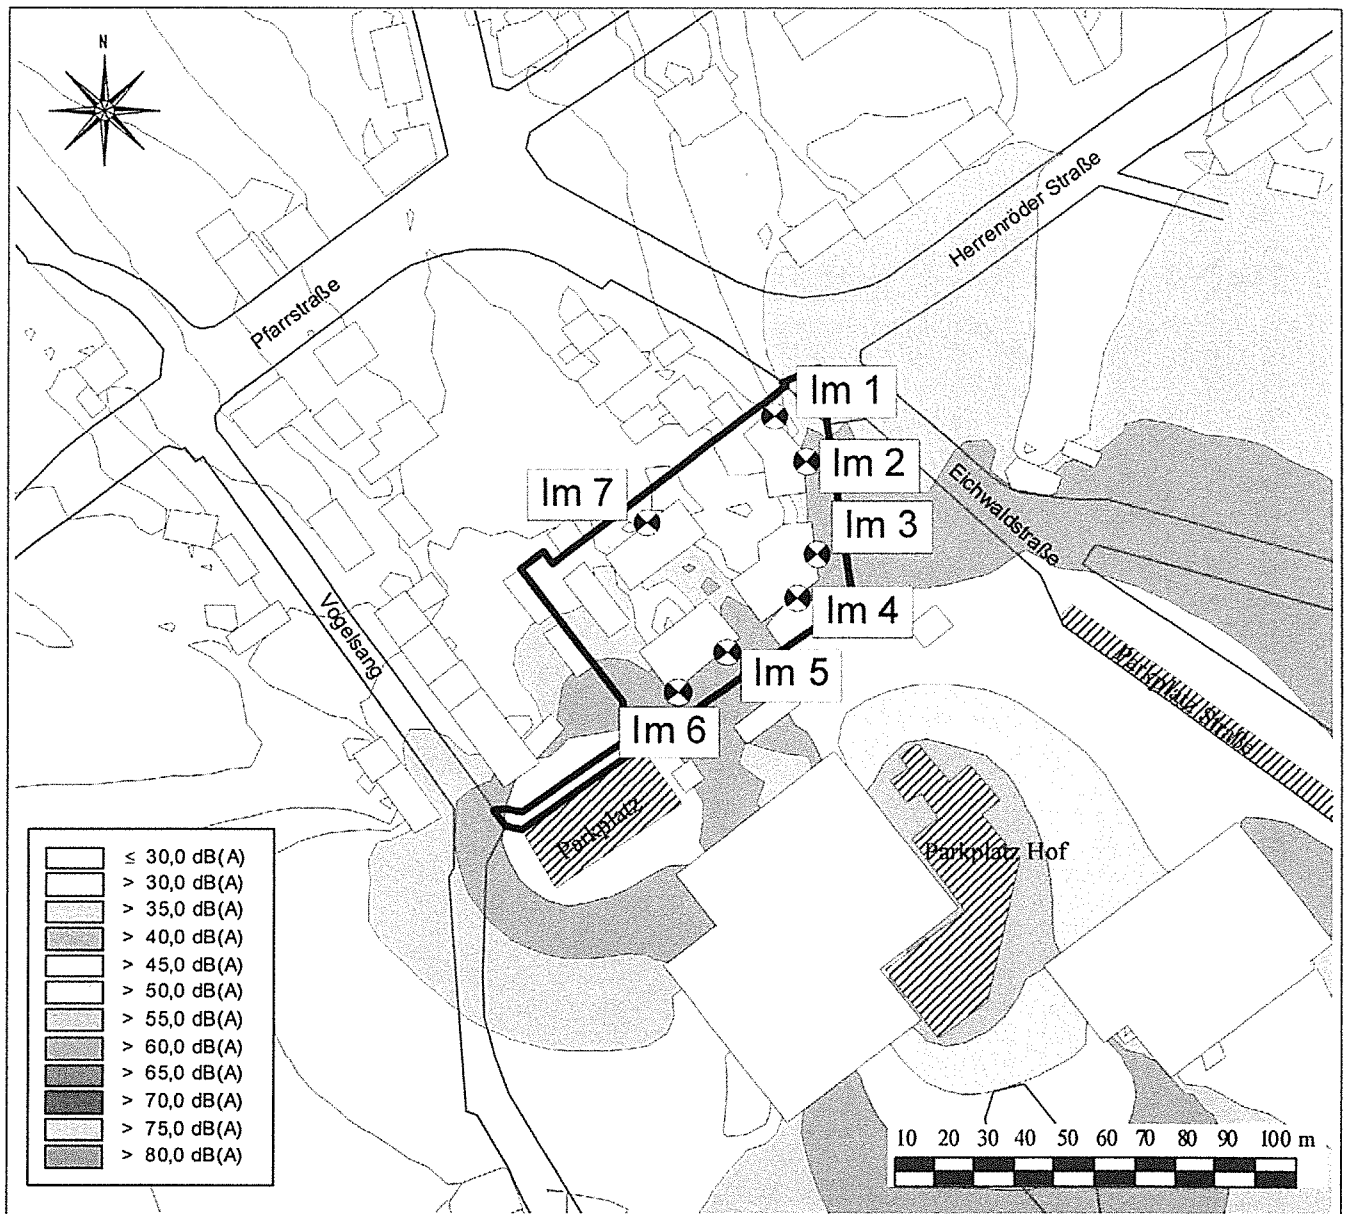 N
Herrenröder Straße
Pfarrstraße
Im 1
Im 2
Im 7
Eichwaldstraße
Im 3
Vogelsang
Im 4
Im 5
Im 6
Parkplatz Straße
Parkplatz
Parkplatz Hof
≤ 30,0 dB(A)
> 30,0 dB(A)
> 35,0 dB(A)
> 40,0 dB(A)
> 45,0 dB(A)
> 50,0 dB(A)
> 55,0 dB(A)
> 60,0 dB(A)
> 65,0 dB(A)
> 70,0 dB(A)
> 75,0 dB(A)
> 80,0 dB(A)
10 20 30 40 50 60 70 80 90 100 m